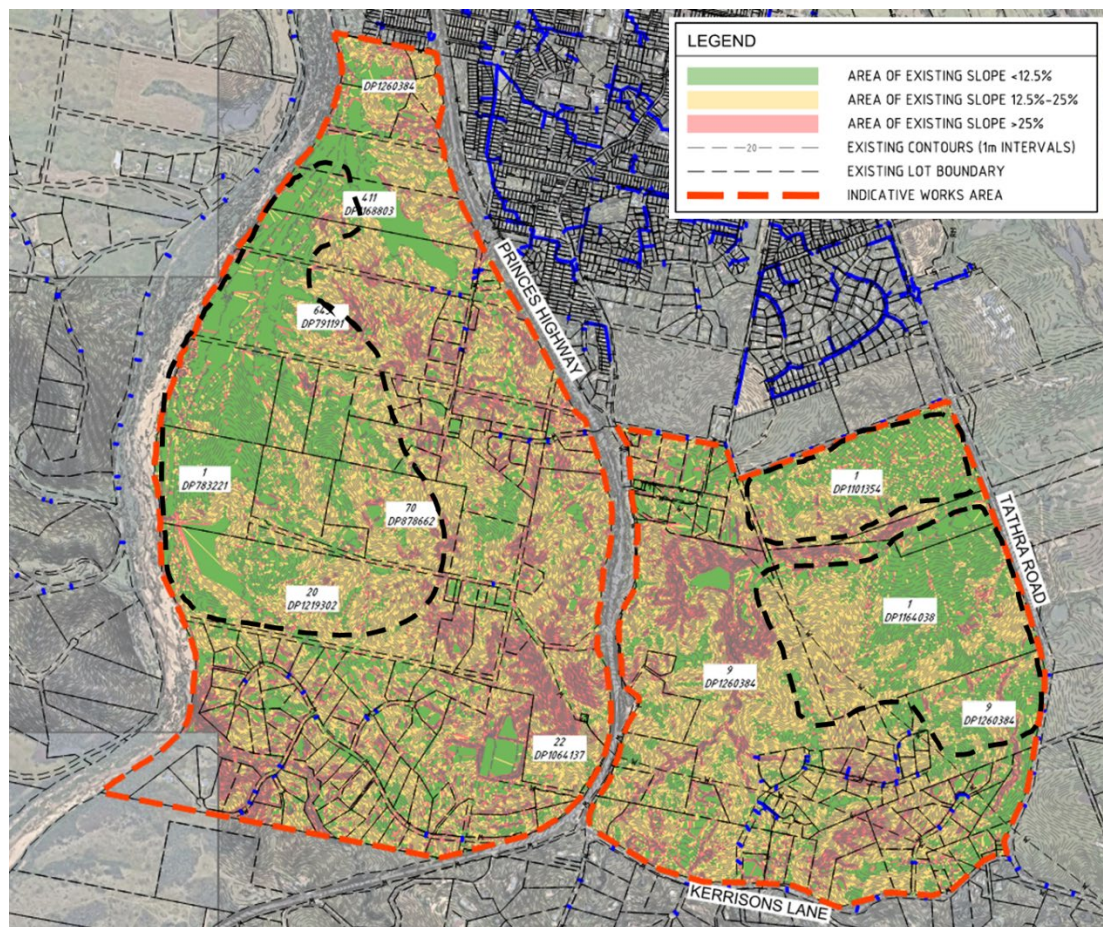 LEGEND
AREA OF EXISTING SLOPE <12.5%
AREA OF EXISTING SLOPE 12.5%-25%
AREA OF EXISTING SLOPE >25%
20
EXISTING CONTOURS (1m INTERVALS)
EXISTING LOT BOUNDARY
INDICATIVE WORKS AREA
DP1260384
411
DP1168803
PRINCES HIGHWAY
DP791191
1
DP783221
70
DP878662
20
DP1219302
22
DP1064137
1
DP1101354
TATHRA ROAD
1
DP1164038
9
DP1260384
9
DP1260384
KERRISONS LANE